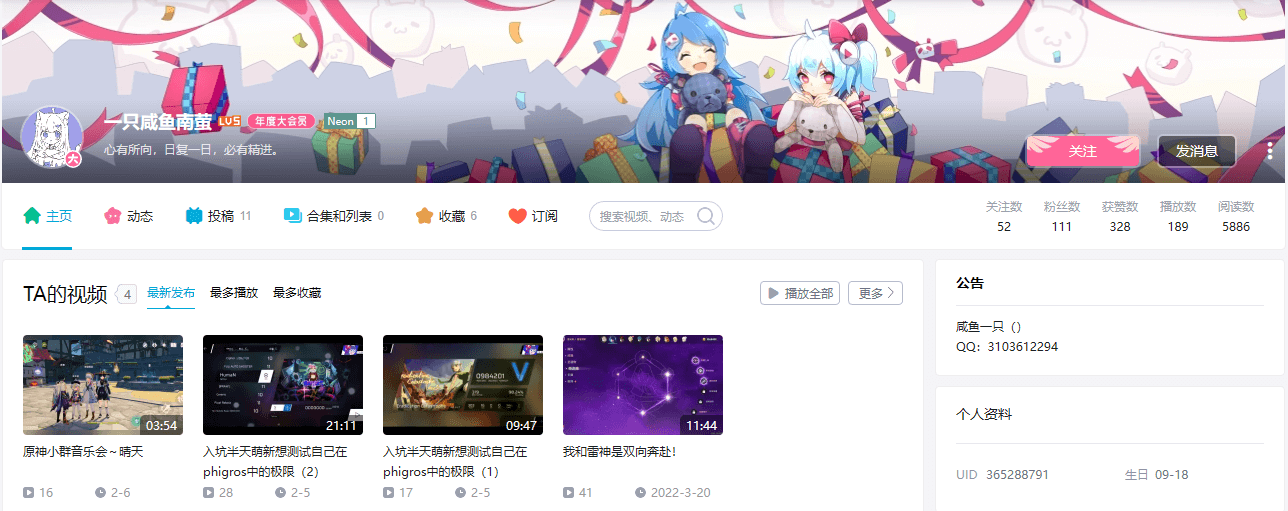 一只咸鱼南萤 LV5 年度大会员 Neon 1
心有所向，日复一日，必有精进。
大
关注 发消息
主页 动态 投稿 11 合集和列表 0 收藏 6 订阅 搜索视频、动态
关注数 粉丝数 获赞数 播放数 阅读数
52 111 328 189 5886
TA的视频 4 最新发布 最多播放 最多收藏 播放全部 更多
03:54 21:11 09:47 11:44
原神小群音乐会～晴天
入坑半天萌新想测试自己在
phigros中的极限（2）
入坑半天萌新想测试自己在
phigros中的极限（1）
我和雷神是双向奔赴！
16 2-6 28 2-5 17 2-5 41 2022-3-20
公告
咸鱼一只（）
QQ：3103612294
个人资料
UID 365288791 生日 09-18